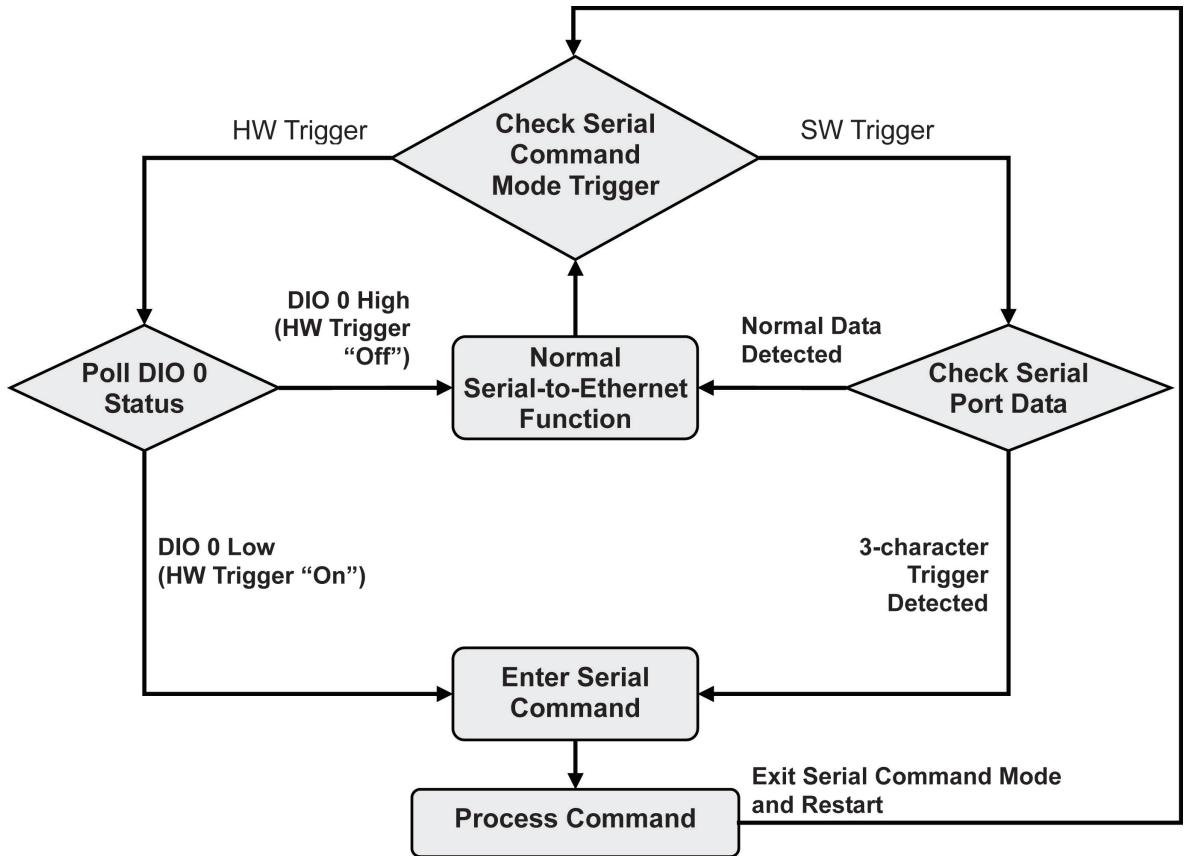 Check Serial
Command
Mode Trigger
HW Trigger
SW Trigger
DIO 0 High
(HW Trigger
“Off”)
Normal Data
Detected
Poll DIO 0
Status
Normal
Serial-to-Ethernet
Function
Check Serial
Port Data
DIO 0 Low
(HW Trigger “On”)
3-character
Trigger
Detected
Enter Serial
Command
Process Command
Exit Serial Command Mode
and Restart